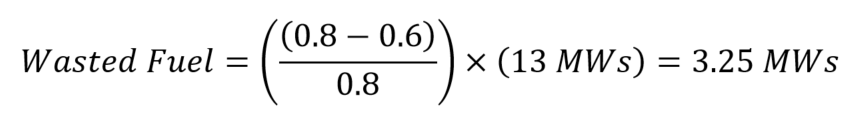 Wasted Fuel = ((0.8 − 0.6) / 0.8) × (13 MWs) = 3.25 MWs